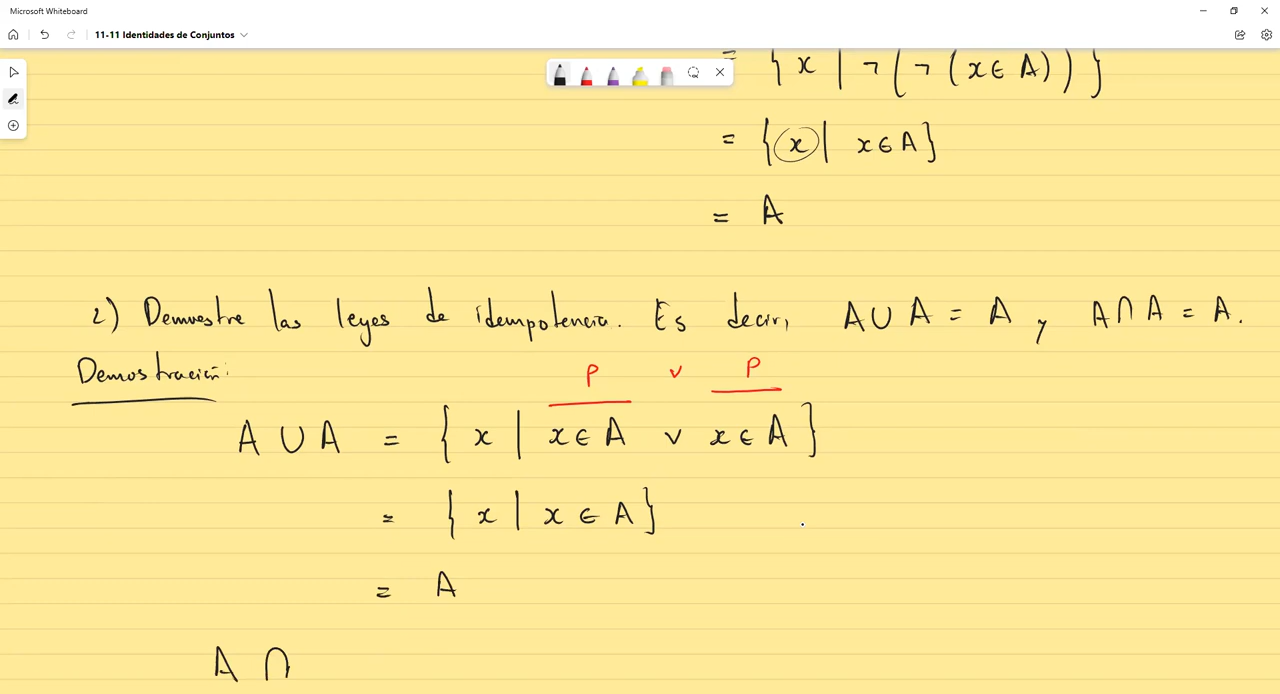 Microsoft Whiteboard
11-11 Identidades de Conjuntos
= { x | ¬ ( ¬ ( x ∈ A ) ) }
= { x | x ∈ A }
= A
2) Demuestre las leyes de idempotencia. Es decir, A ∪ A = A y A ∩ A = A.
Demostración:
P ∨ P
A ∪ A = { x | x ∈ A ∨ x ∈ A }
= { x | x ∈ A }
= A
A ∩